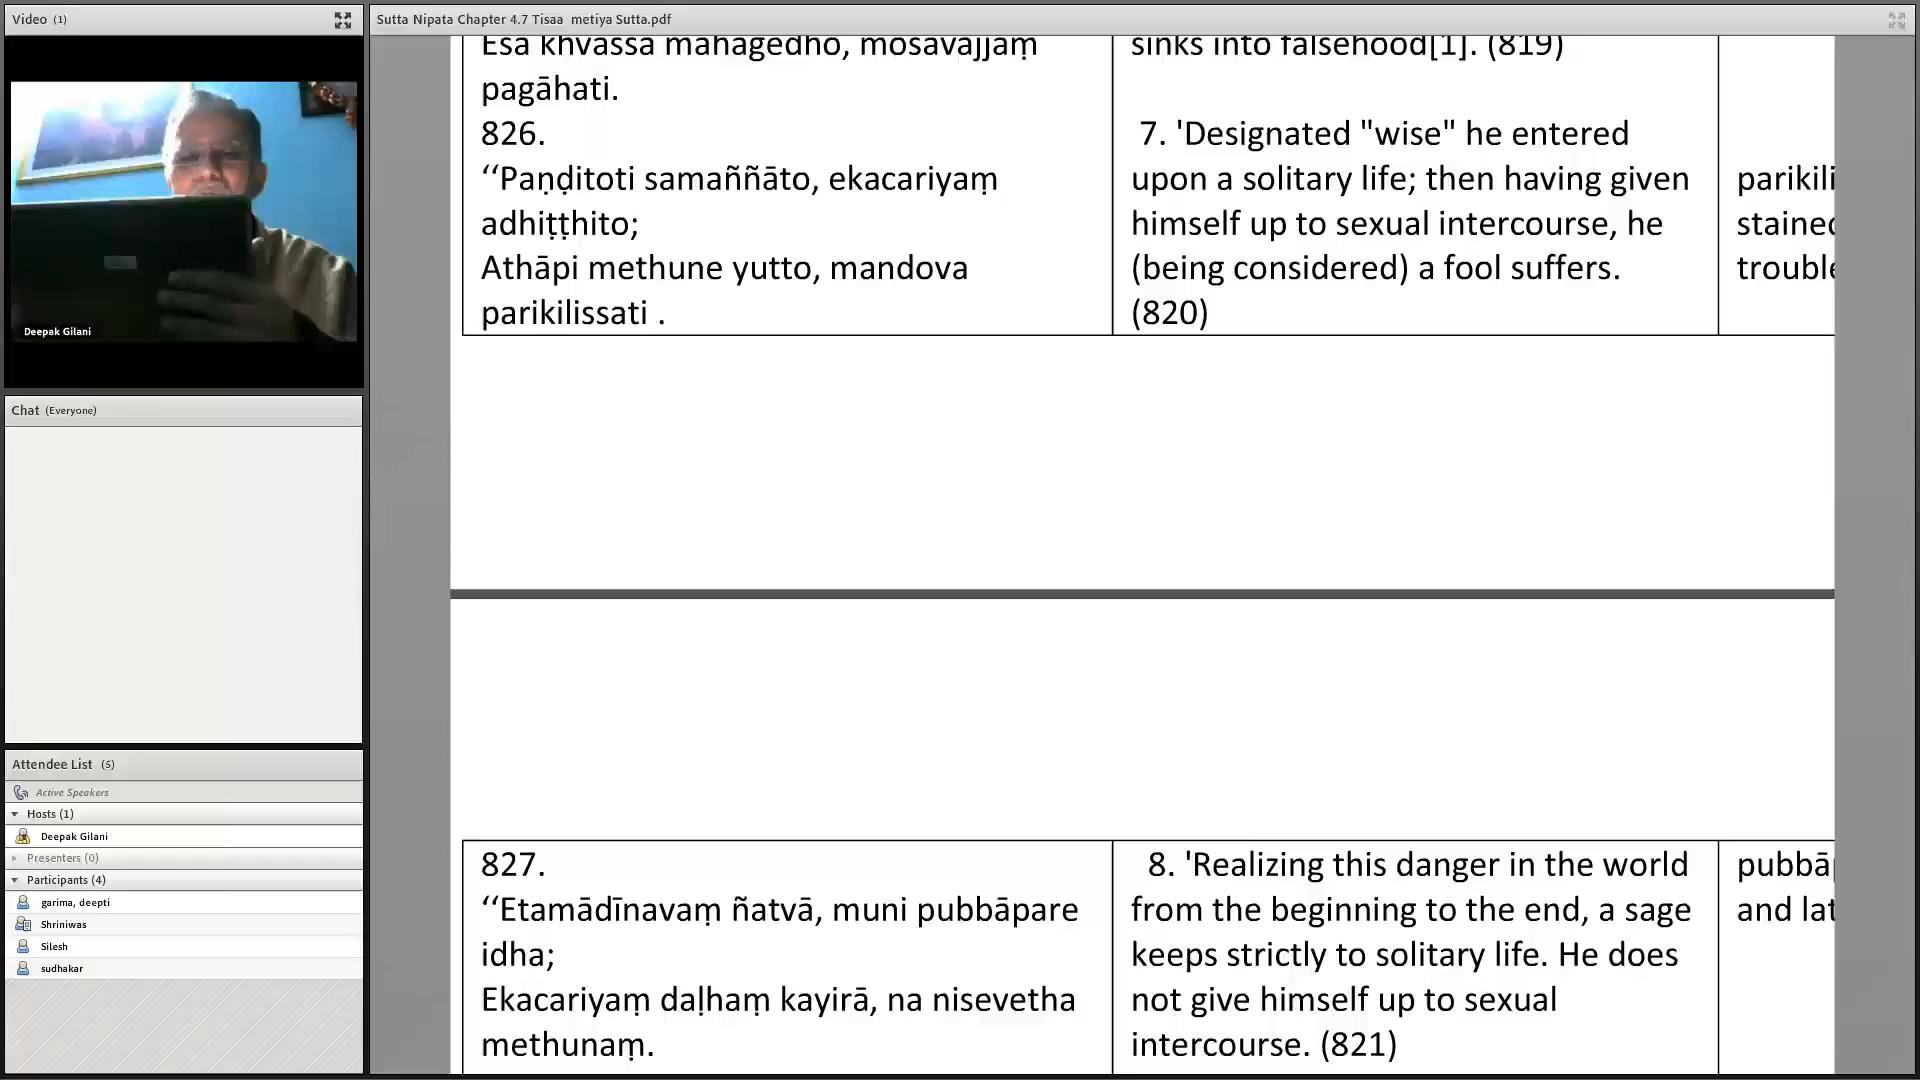 Video (1)
Deepak Gilani
Chat (Everyone)
Attendee List (5)
Active Speakers
Hosts (1)
Deepak Gilani
Presenters (0)
Participants (4)
garima, deepti
Shriniwas
Silesh
sudhakar
Sutta Nipata Chapter 4.7 Tisaa metiya Sutta.pdf
Esa khvassa mahāgedho, mosavajjaṃ
pagāhati.
826.
‘‘Paṇḍitoti samaññāto, ekacariyaṃ
adhiṭṭhito;
Athāpi methune yutto, mandova
parikilissati .
sinks into falsehood[1]. (819)
7. 'Designated "wise" he entered
upon a solitary life; then having given
himself up to sexual intercourse, he
(being considered) a fool suffers.
(820)
827.
‘‘Etamādīnavaṃ ñatvā, muni pubbāpare
idha;
Ekacariyaṃ daḷhaṃ kayirā, na nisevetha
methunaṃ.
8. 'Realizing this danger in the world
from the beginning to the end, a sage
keeps strictly to solitary life. He does
not give himself up to sexual
intercourse. (821)
and